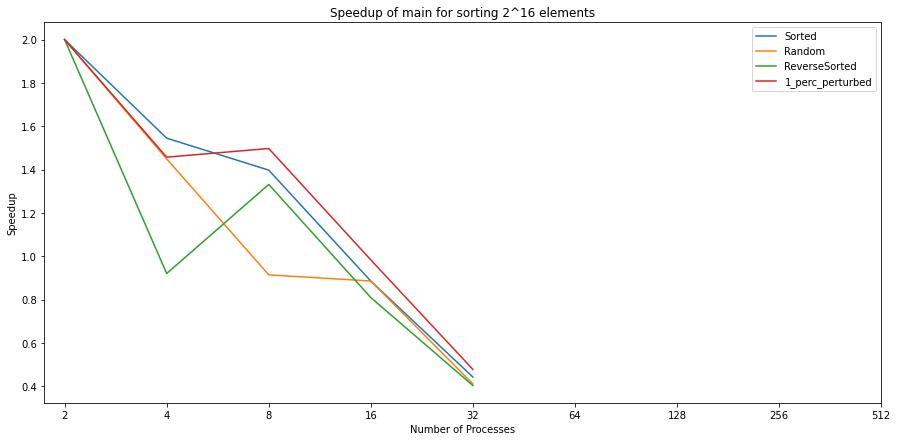 Speedup of main for sorting 2^16 elements
Sorted
Random
ReverseSorted
1_perc_perturbed
Speedup
2.0
1.8
1.6
1.4
1.2
1.0
0.8
0.6
0.4
2 4 8 16 32 64 128 256 512
Number of Processes